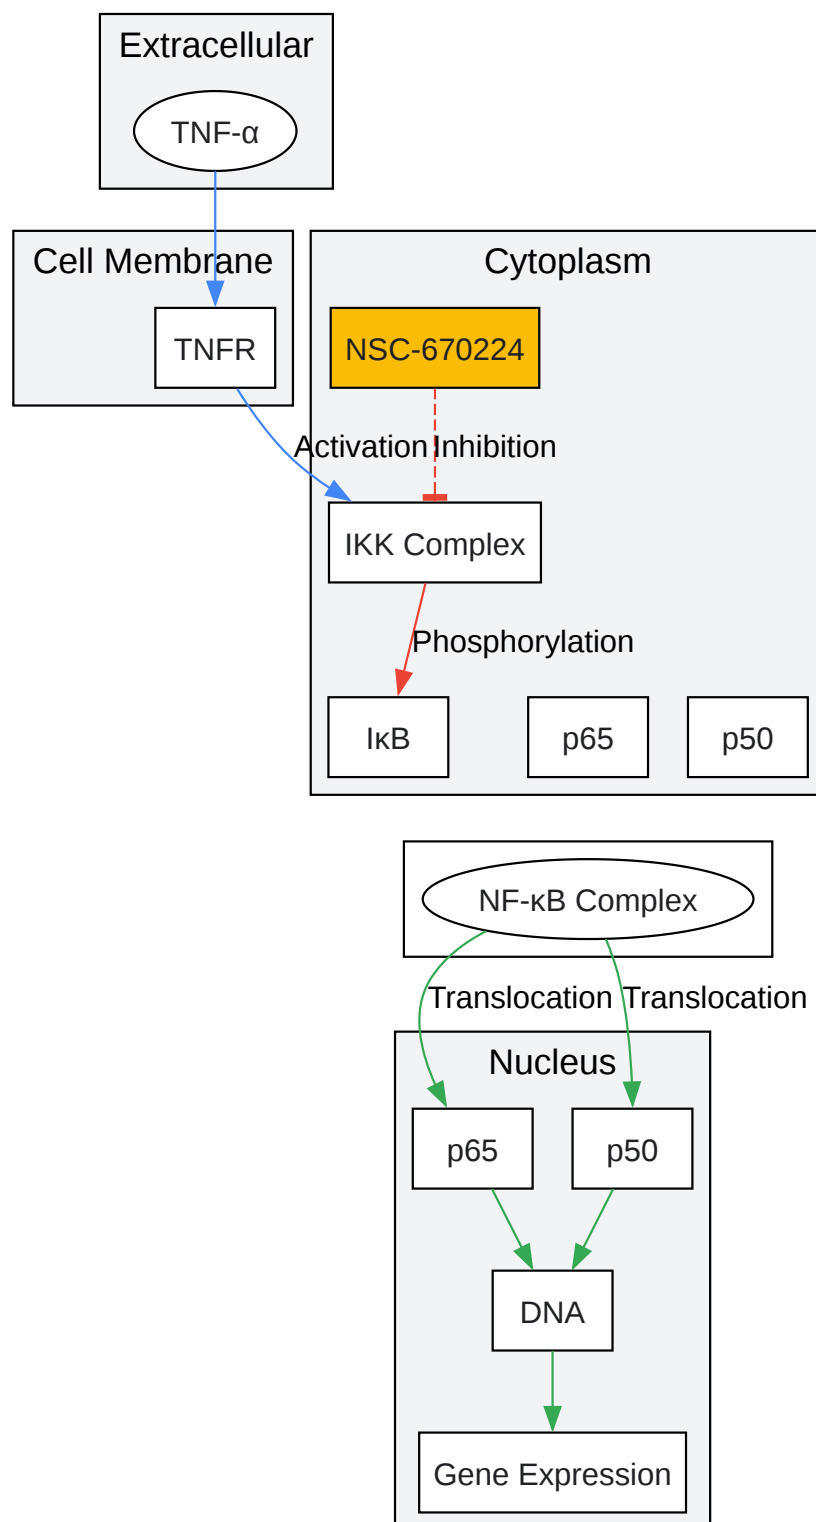 Extracellular
TNF-α
Cell Membrane
Cytoplasm
TNFR
NSC-670224
Activation
Inhibition
IKK Complex
Phosphorylation
IκB
p65
p50
NF-κB Complex
Translocation
Translocation
Nucleus
p65
p50
DNA
Gene Expression